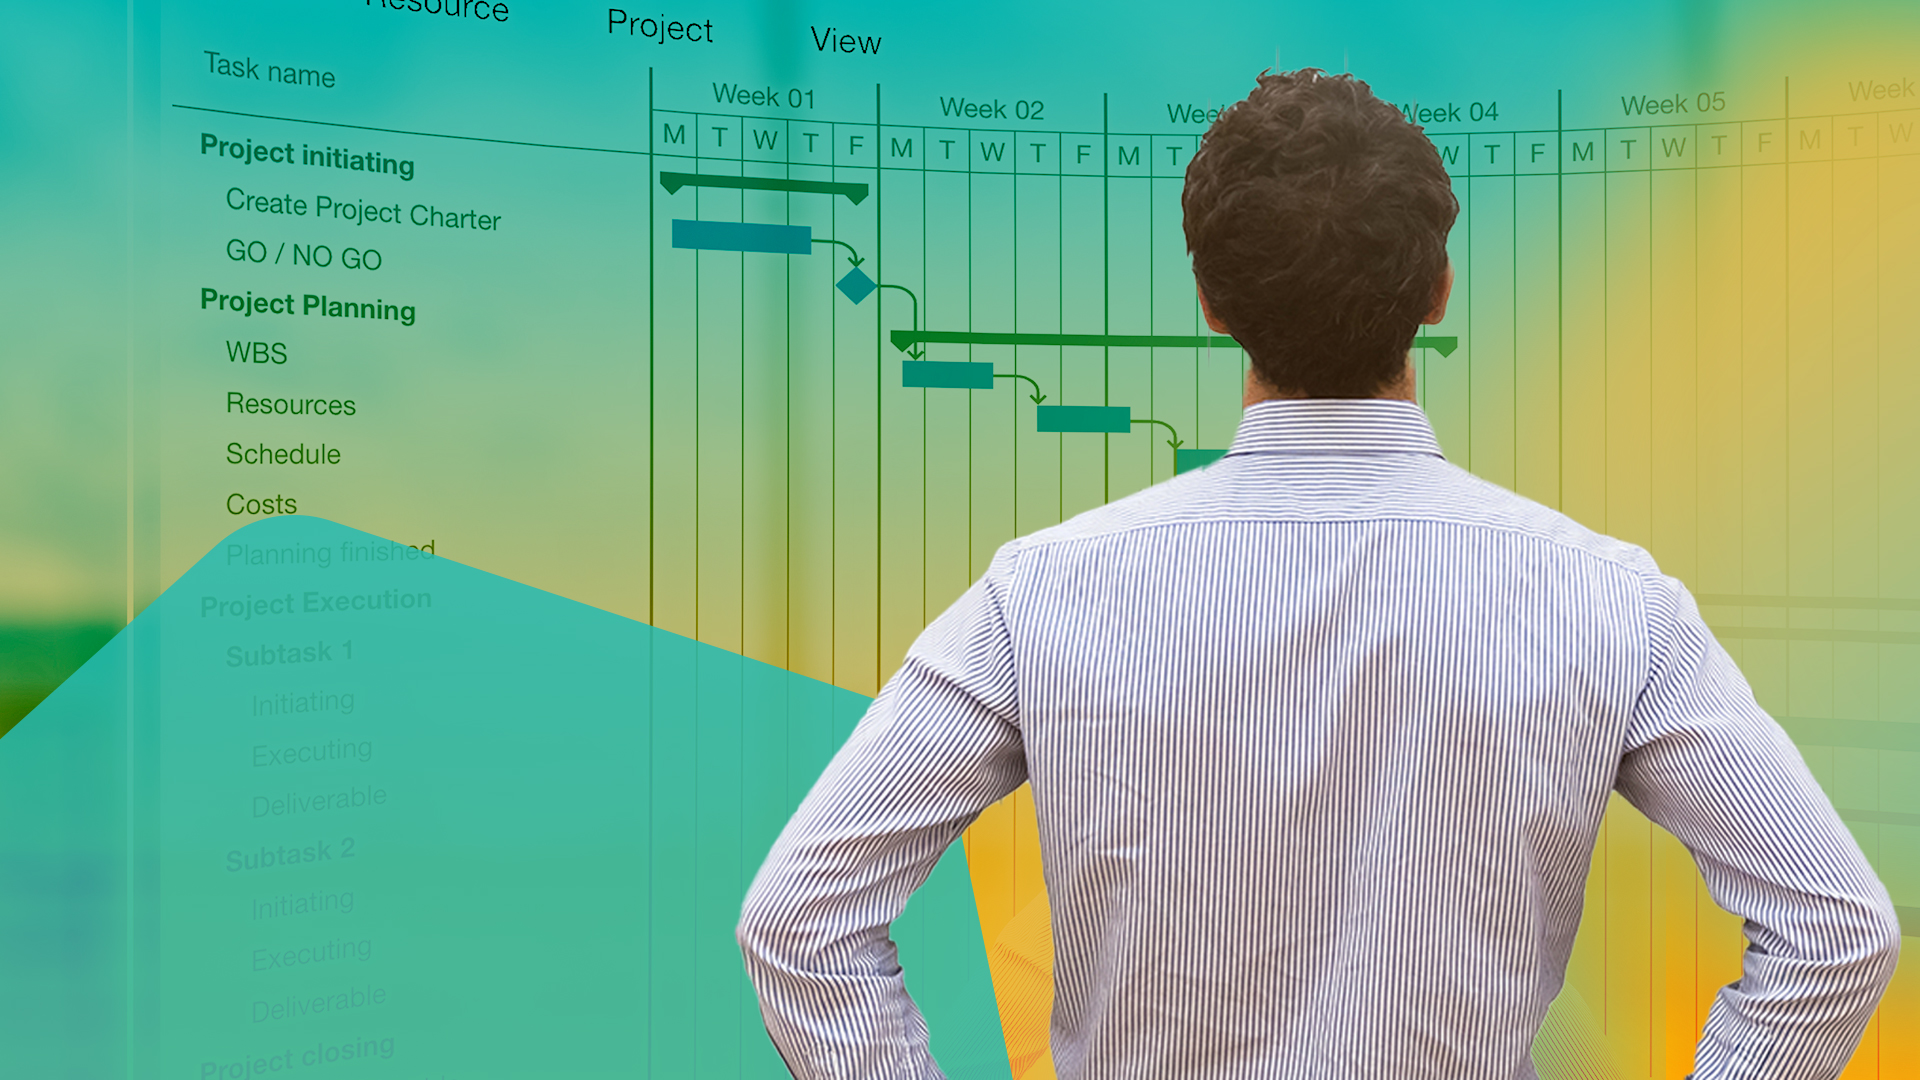 Resource Project View
Task name
Week 01 Week 02 Week 04 Week 05 Week
M T W T F M T W T F M T W T F M T W T F M T W
Project initiating
Create Project Charter
GO / NO GO
Project Planning
WBS
Resources
Schedule
Costs
Planning finished
Project Execution
Subtask 1
Initiating
Executing
Deliverable
Subtask 2
Initiating
Executing
Deliverable
Project closing